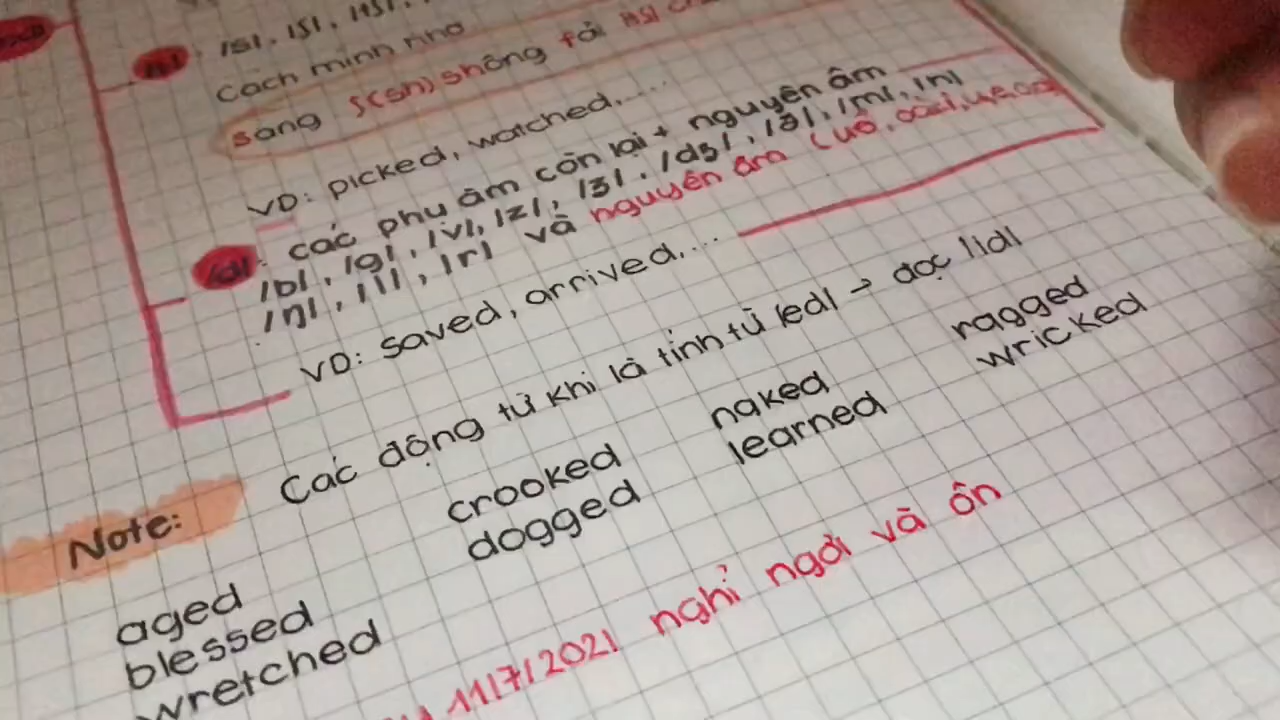 /s/, /ʃ/, /tʃ/,
cách mình nhớ
sang ʃ(sh) sông
VD: picked, watched,....
/d/: các phụ âm còn lại + nguyên âm
/b/, /g/, /v/, /z/, /ʒ/, /dʒ/, /ð/, /m/, /n/
/ŋ/, /l/, /r/ và nguyên âm
VD: saved, arrived,...
Note: Các động từ khi là tính từ /ed/ → đọc /id/
aged crooked naked ragged
blessed dogged learned wricked
wretched
11/7/2021 nghỉ ngơi và ôn